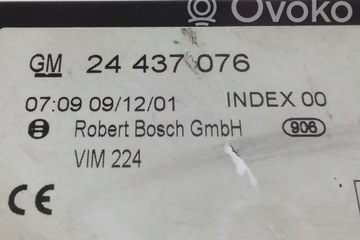 Ovoko
GM 24 437 076
07:09 09/12/01 INDEX 00
Robert Bosch GmbH 906
VIM 224
CE